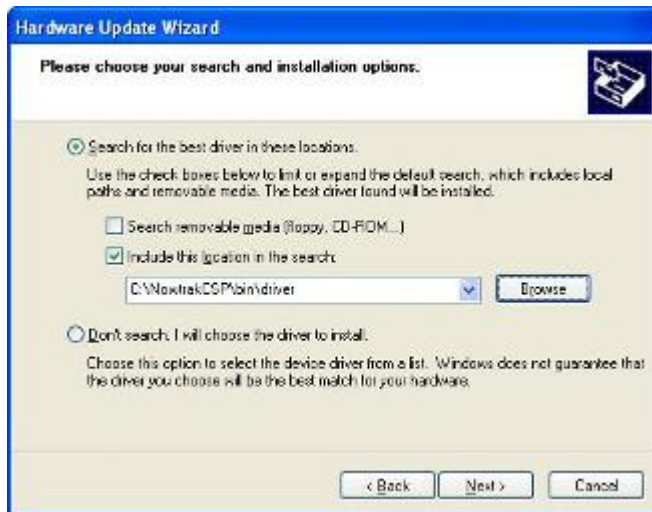 Hardware Update Wizard
Please choose your search and installation options.
Search for the best driver in these locations.
Use the check boxes below to limit or expand the default search, which includes local
paths and removable media. The best driver found will be installed.
Search removable media (floppy, CD-ROM...)
Include this location in the search:
C:\NowtrakCSP\bin\driver
Browse
Don't search. I will choose the driver to install.
Choose this option to select the device driver from a list. Windows does not guarantee that
the driver you choose will be the best match for your hardware.
< Back
Next >
Cancel